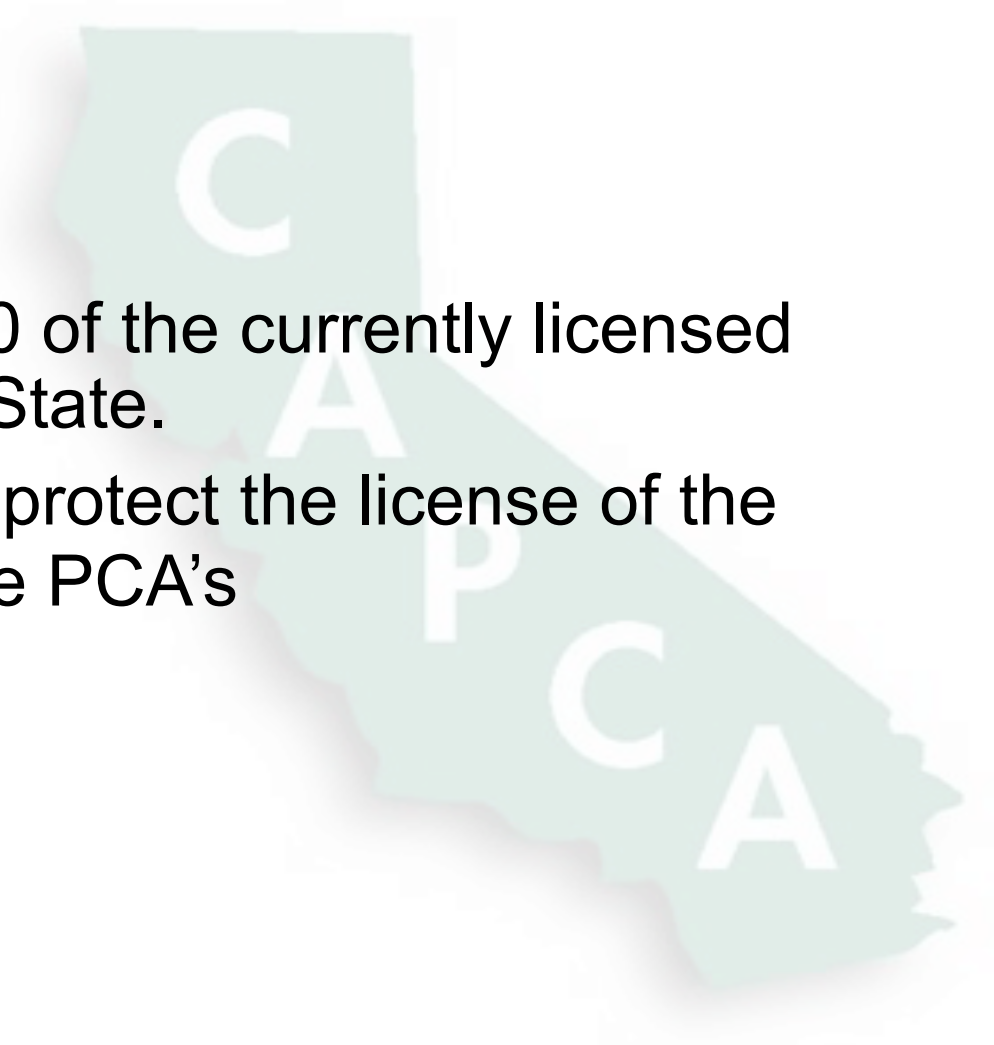 C
0 of the currently licensed
A
State.
protect the license of the
P
e PCA's
C
A